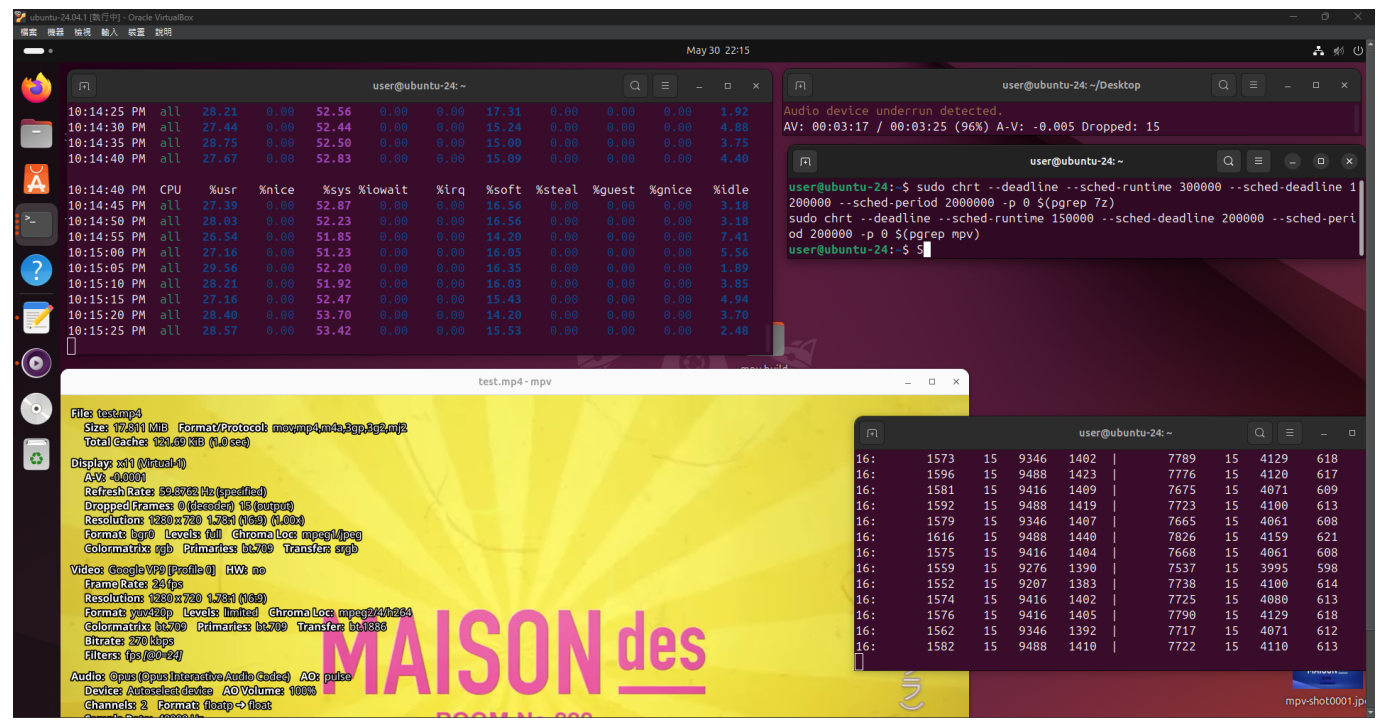 ubuntu-24.04.1 [執行中] - Oracle VirtualBox
檔案 機器 檢視 輸入 裝置 說明
May 30 22:15
user@ubuntu-24: ~
10:14:25 PM all 28.21 0.00 52.56 0.00 0.00 17.31 0.00 0.00 0.00 1.92
10:14:30 PM all 27.44 0.00 52.44 0.00 0.00 15.24 0.00 0.00 0.00 4.88
10:14:35 PM all 28.75 0.00 52.50 0.00 0.00 15.00 0.00 0.00 0.00 3.75
10:14:40 PM all 27.67 0.00 52.83 0.00 0.00 15.09 0.00 0.00 0.00 4.40
10:14:40 PM CPU %usr %nice %sys %iowait %irq %soft %steal %guest %gnice %idle
10:14:45 PM all 27.39 0.00 52.87 0.00 0.00 16.56 0.00 0.00 0.00 3.18
10:14:50 PM all 28.03 0.00 52.23 0.00 0.00 16.56 0.00 0.00 0.00 3.18
10:14:55 PM all 26.54 0.00 51.85 0.00 0.00 14.20 0.00 0.00 0.00 7.41
10:15:00 PM all 27.16 0.00 51.23 0.00 0.00 16.05 0.00 0.00 0.00 5.56
10:15:05 PM all 29.56 0.00 52.20 0.00 0.00 16.35 0.00 0.00 0.00 1.89
10:15:10 PM all 28.21 0.00 51.92 0.00 0.00 16.03 0.00 0.00 0.00 3.85
10:15:15 PM all 27.16 0.00 52.47 0.00 0.00 15.43 0.00 0.00 0.00 4.94
10:15:20 PM all 28.40 0.00 53.70 0.00 0.00 14.20 0.00 0.00 0.00 3.70
10:15:25 PM all 28.57 0.00 53.42 0.00 0.00 15.53 0.00 0.00 0.00 2.48
user@ubuntu-24: ~/Desktop
Audio device underrun detected.
AV: 00:03:17 / 00:03:25 (96%) A-V: -0.005 Dropped: 15
user@ubuntu-24: ~
user@ubuntu-24:~$ sudo chrt --deadline --sched-runtime 300000 --sched-deadline 1
200000 --sched-period 2000000 -p 0 $(pgrep 7z)
sudo chrt --deadline --sched-runtime 150000 --sched-deadline 200000 --sched-peri
od 200000 -p 0 $(pgrep mpv)
user@ubuntu-24:~$ S
test.mp4 - mpv
File: test.mp4
Size: 17.811 MiB Format/Protocol: mov,mp4,m4a,3gp,3g2,mj2
Total Cache: 121.69 KiB (1.0 sec)
Display: x11 (Virtual-1)
A-V: -0.0001
Refresh Rate: 59.8762 Hz (specified)
Dropped Frames: 0 (decoder) 15 (output)
Resolution: 1280 x 720 1.78:1 (16:9) (1.00x)
Format: bgr0 Levels: full Chroma Loc: mpeg1/jpeg
Colormatrix: rgb Primaries: bt.709 Transfer: srgb
Video: Google VP9 [Profile 0] HW: no
Frame Rate: 24 fps
Resolution: 1280 x 720 1.78:1 (16:9)
Format: yuv420p Levels: limited Chroma Loc: mpeg2/4/h264
Colormatrix: bt.709 Primaries: bt.709 Transfer: bt.1886
Bitrate: 270 kbps
Filters: fps [@0=24]
Audio: Opus (Opus Interactive Audio Codec) AO: pulse
Device: Autoselect device AO Volume: 100%
Channels: 2 Format: floatp → float
MAISON des
user@ubuntu-24: ~
16: 1573 15 9346 1402 | 7789 15 4129 618
16: 1596 15 9488 1423 | 7776 15 4120 617
16: 1581 15 9416 1409 | 7675 15 4071 609
16: 1592 15 9488 1419 | 7723 15 4100 613
16: 1579 15 9346 1407 | 7665 15 4061 608
16: 1616 15 9488 1440 | 7826 15 4159 621
16: 1575 15 9416 1404 | 7668 15 4061 608
16: 1559 15 9276 1390 | 7537 15 3995 598
16: 1552 15 9207 1383 | 7738 15 4100 614
16: 1574 15 9416 1402 | 7725 15 4080 613
16: 1576 15 9416 1405 | 7790 15 4129 618
16: 1562 15 9346 1392 | 7717 15 4071 612
16: 1582 15 9488 1410 | 7722 15 4110 613
mpv-shot0001.jp